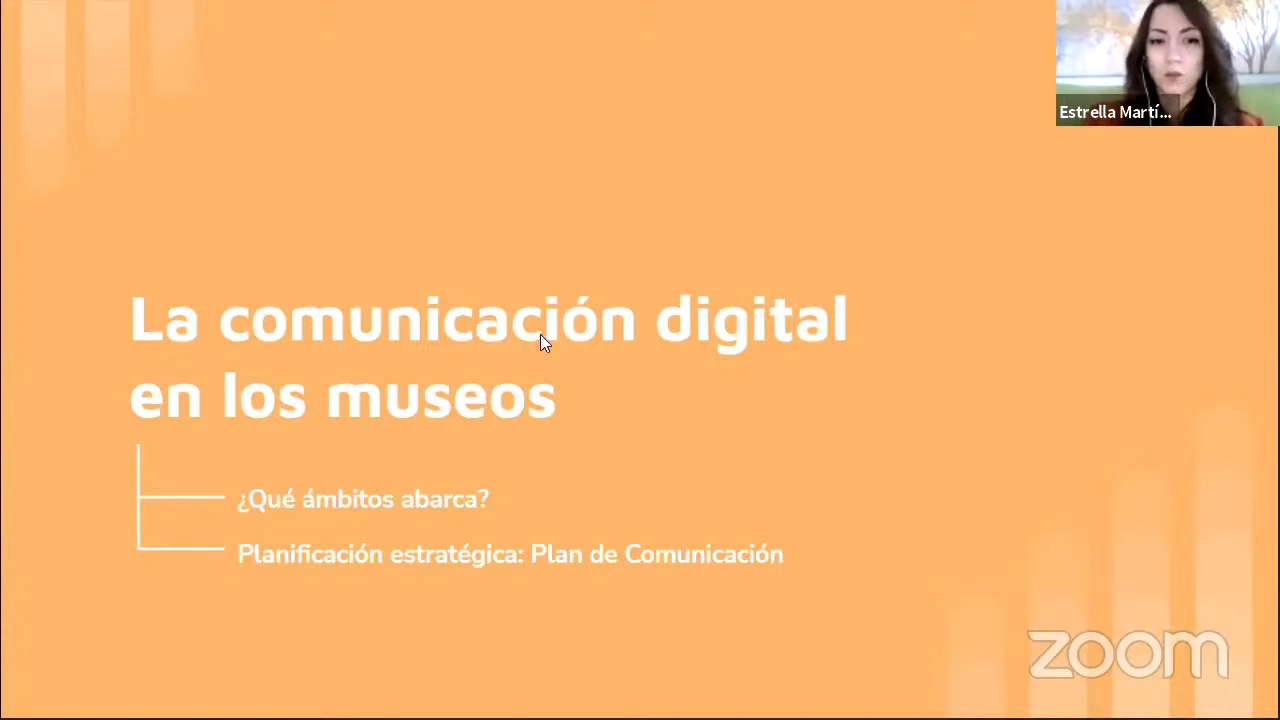 Estrella Martí...
La comunicación digital
en los museos
¿Qué ámbitos abarca?
Planificación estratégica: Plan de Comunicación
zoom